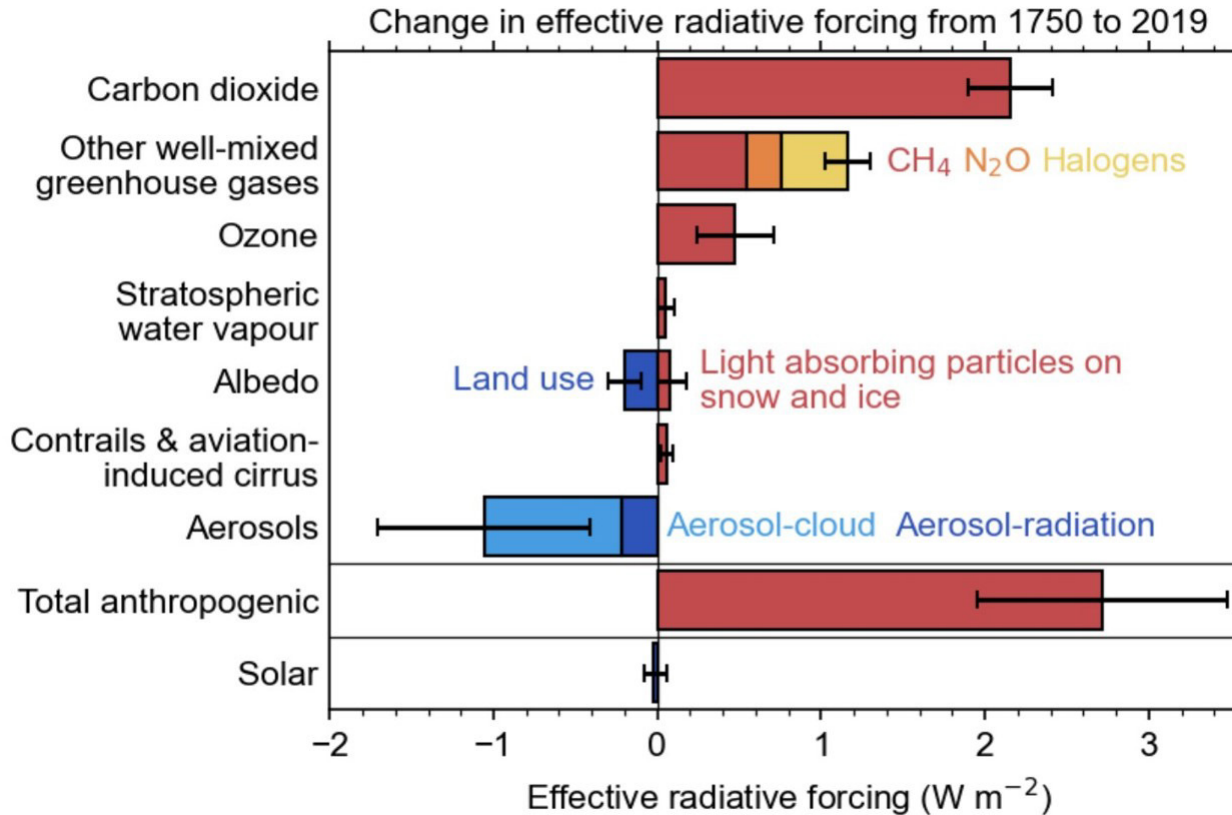 Change in effective radiative forcing from 1750 to 2019
Carbon dioxide
Other well-mixed
greenhouse gases
CH₄ N₂O Halogens
Ozone
Stratospheric
water vapour
Albedo
Land use
Light absorbing particles on
snow and ice
Contrails & aviation-
induced cirrus
Aerosols
Aerosol-cloud Aerosol-radiation
Total anthropogenic
Solar
−2 −1 0 1 2 3
Effective radiative forcing (W m⁻²)